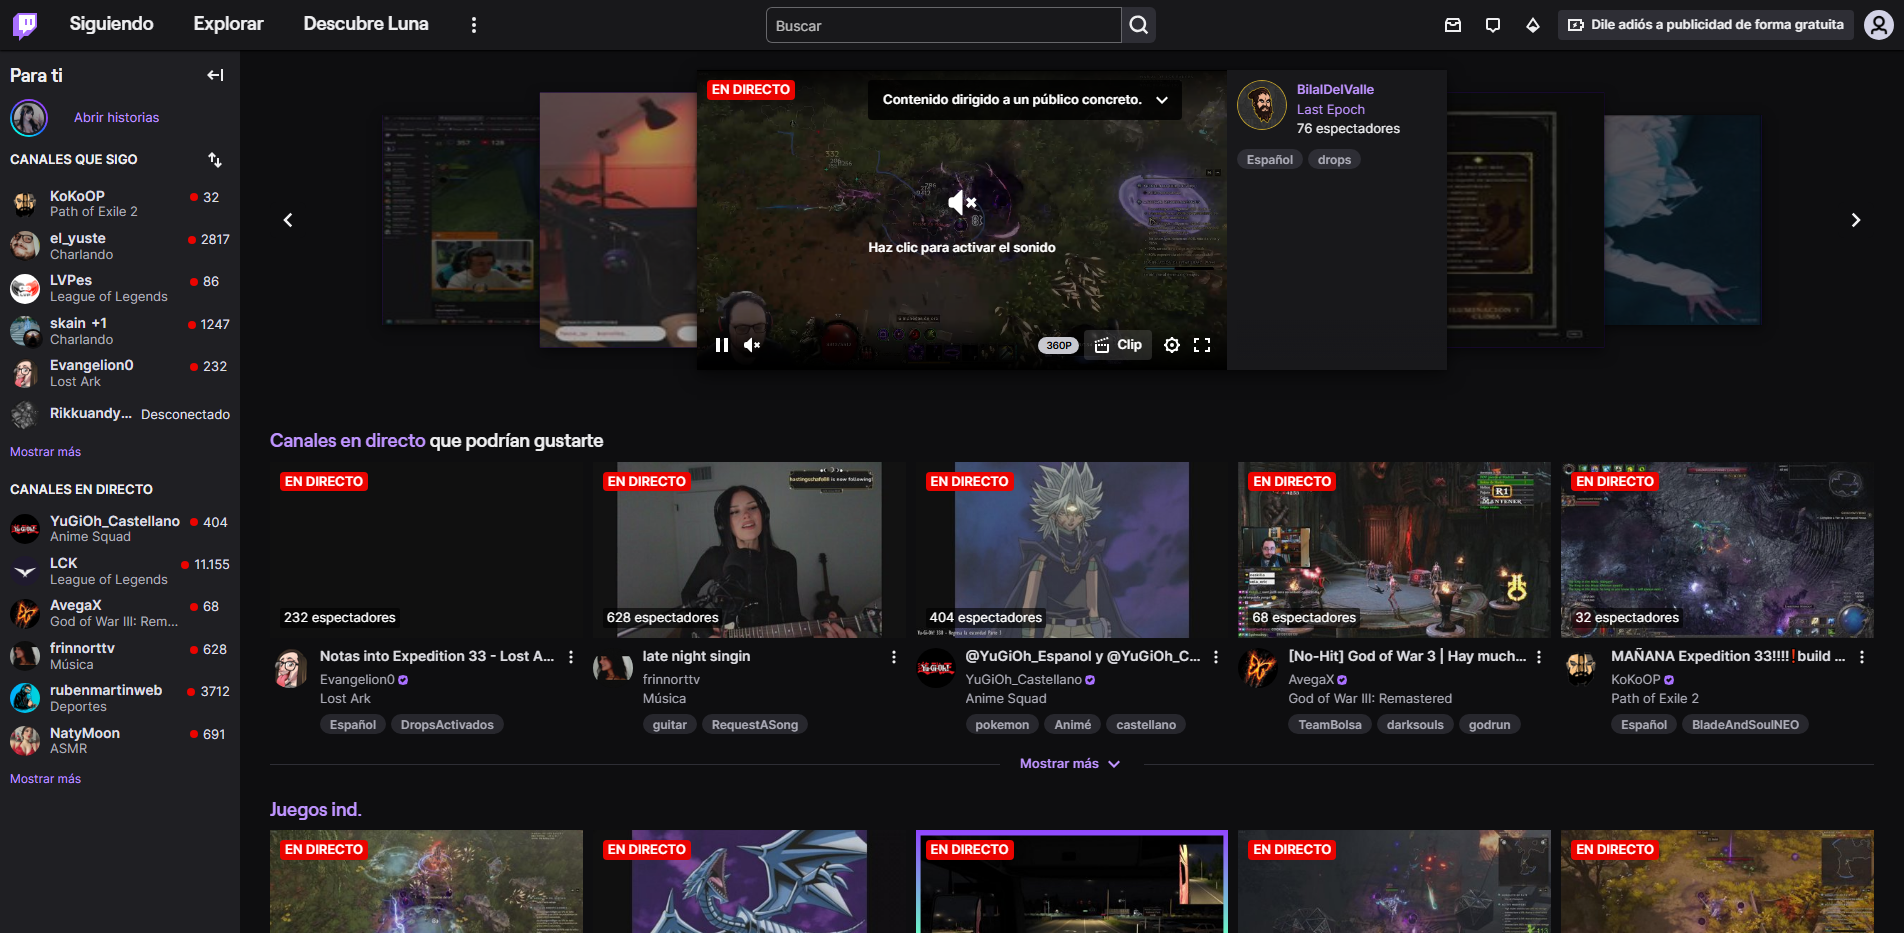 Siguiendo
Explorar
Descubre Luna
Buscar
Dile adiós a publicidad de forma gratuita
Para ti
Abrir historias
CANALES QUE SIGO
KoKoOP
32
Path of Exile 2
el_yuste
2817
Charlando
LVPes
86
League of Legends
skain +1
1247
Charlando
Evangelion0
232
Lost Ark
Rikkuandy...
Desconectado
Mostrar más
CANALES EN DIRECTO
YuGiOh_Castellano
404
Anime Squad
LCK
11.155
League of Legends
AvegaX
68
God of War III: Rem...
frinnorttv
628
Música
rubenmartinweb
3712
Deportes
NatyMoon
691
ASMR
Mostrar más
EN DIRECTO
Contenido dirigido a un público concreto.
Haz clic para activar el sonido
360P
Clip
BilalDelValle
Last Epoch
76 espectadores
Español
drops
Canales en directo que podrían gustarte
EN DIRECTO
232 espectadores
Notas into Expedition 33 - Lost A...
Evangelion0
Lost Ark
Español
DropsActivados
EN DIRECTO
is now following!
628 espectadores
late night singin
frinnorttv
Música
guitar
RequestASong
EN DIRECTO
404 espectadores
@YuGiOh_Espanol y @YuGiOh_C...
YuGiOh_Castellano
Anime Squad
pokemon
Animé
castellano
EN DIRECTO
R1
68 espectadores
[No-Hit] God of War 3 | Hay much...
AvegaX
God of War III: Remastered
TeamBolsa
darksouls
godrun
EN DIRECTO
32 espectadores
MAÑANA Expedition 33!!!!❗build ...
KoKoOP
Path of Exile 2
Español
BladeAndSoulNEO
Mostrar más
Juegos ind.
EN DIRECTO
EN DIRECTO
EN DIRECTO
EN DIRECTO
EN DIRECTO